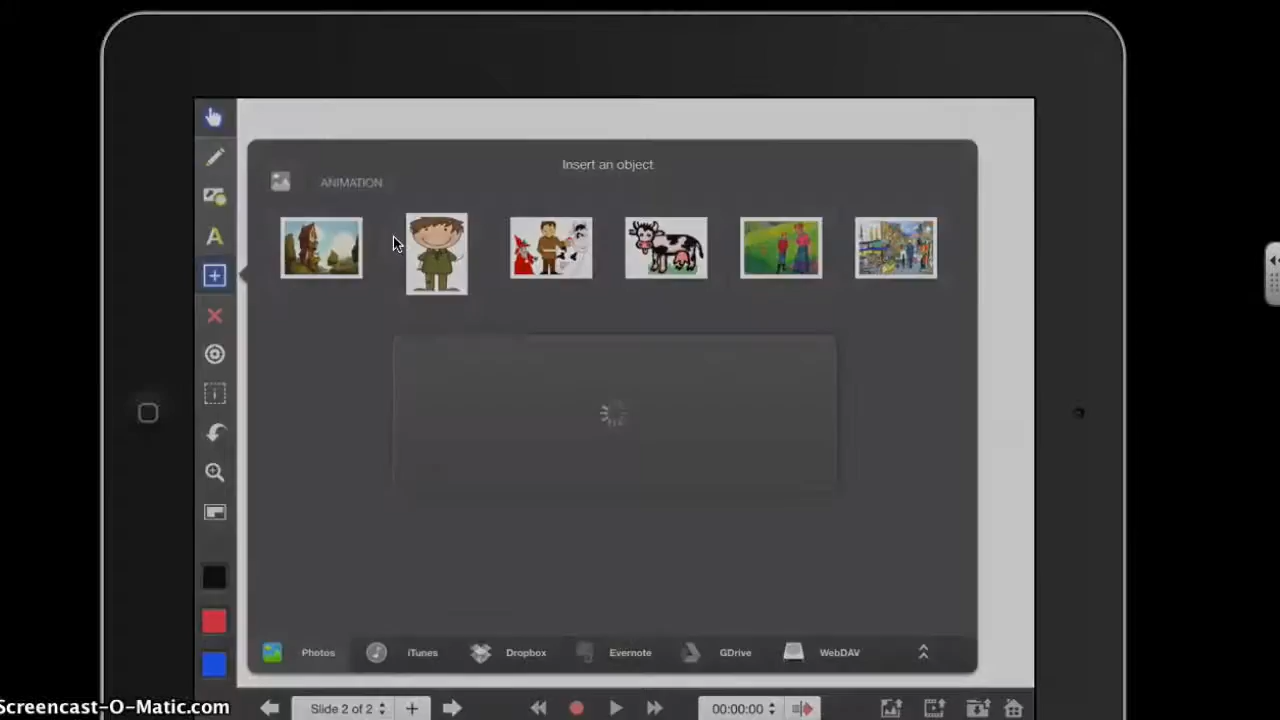 Insert an object
ANIMATION
A
Photos
iTunes
Dropbox
Evernote
GDrive
WebDAV
Screencast-O-Matic.com
Slide 2 of 2
00:00:00